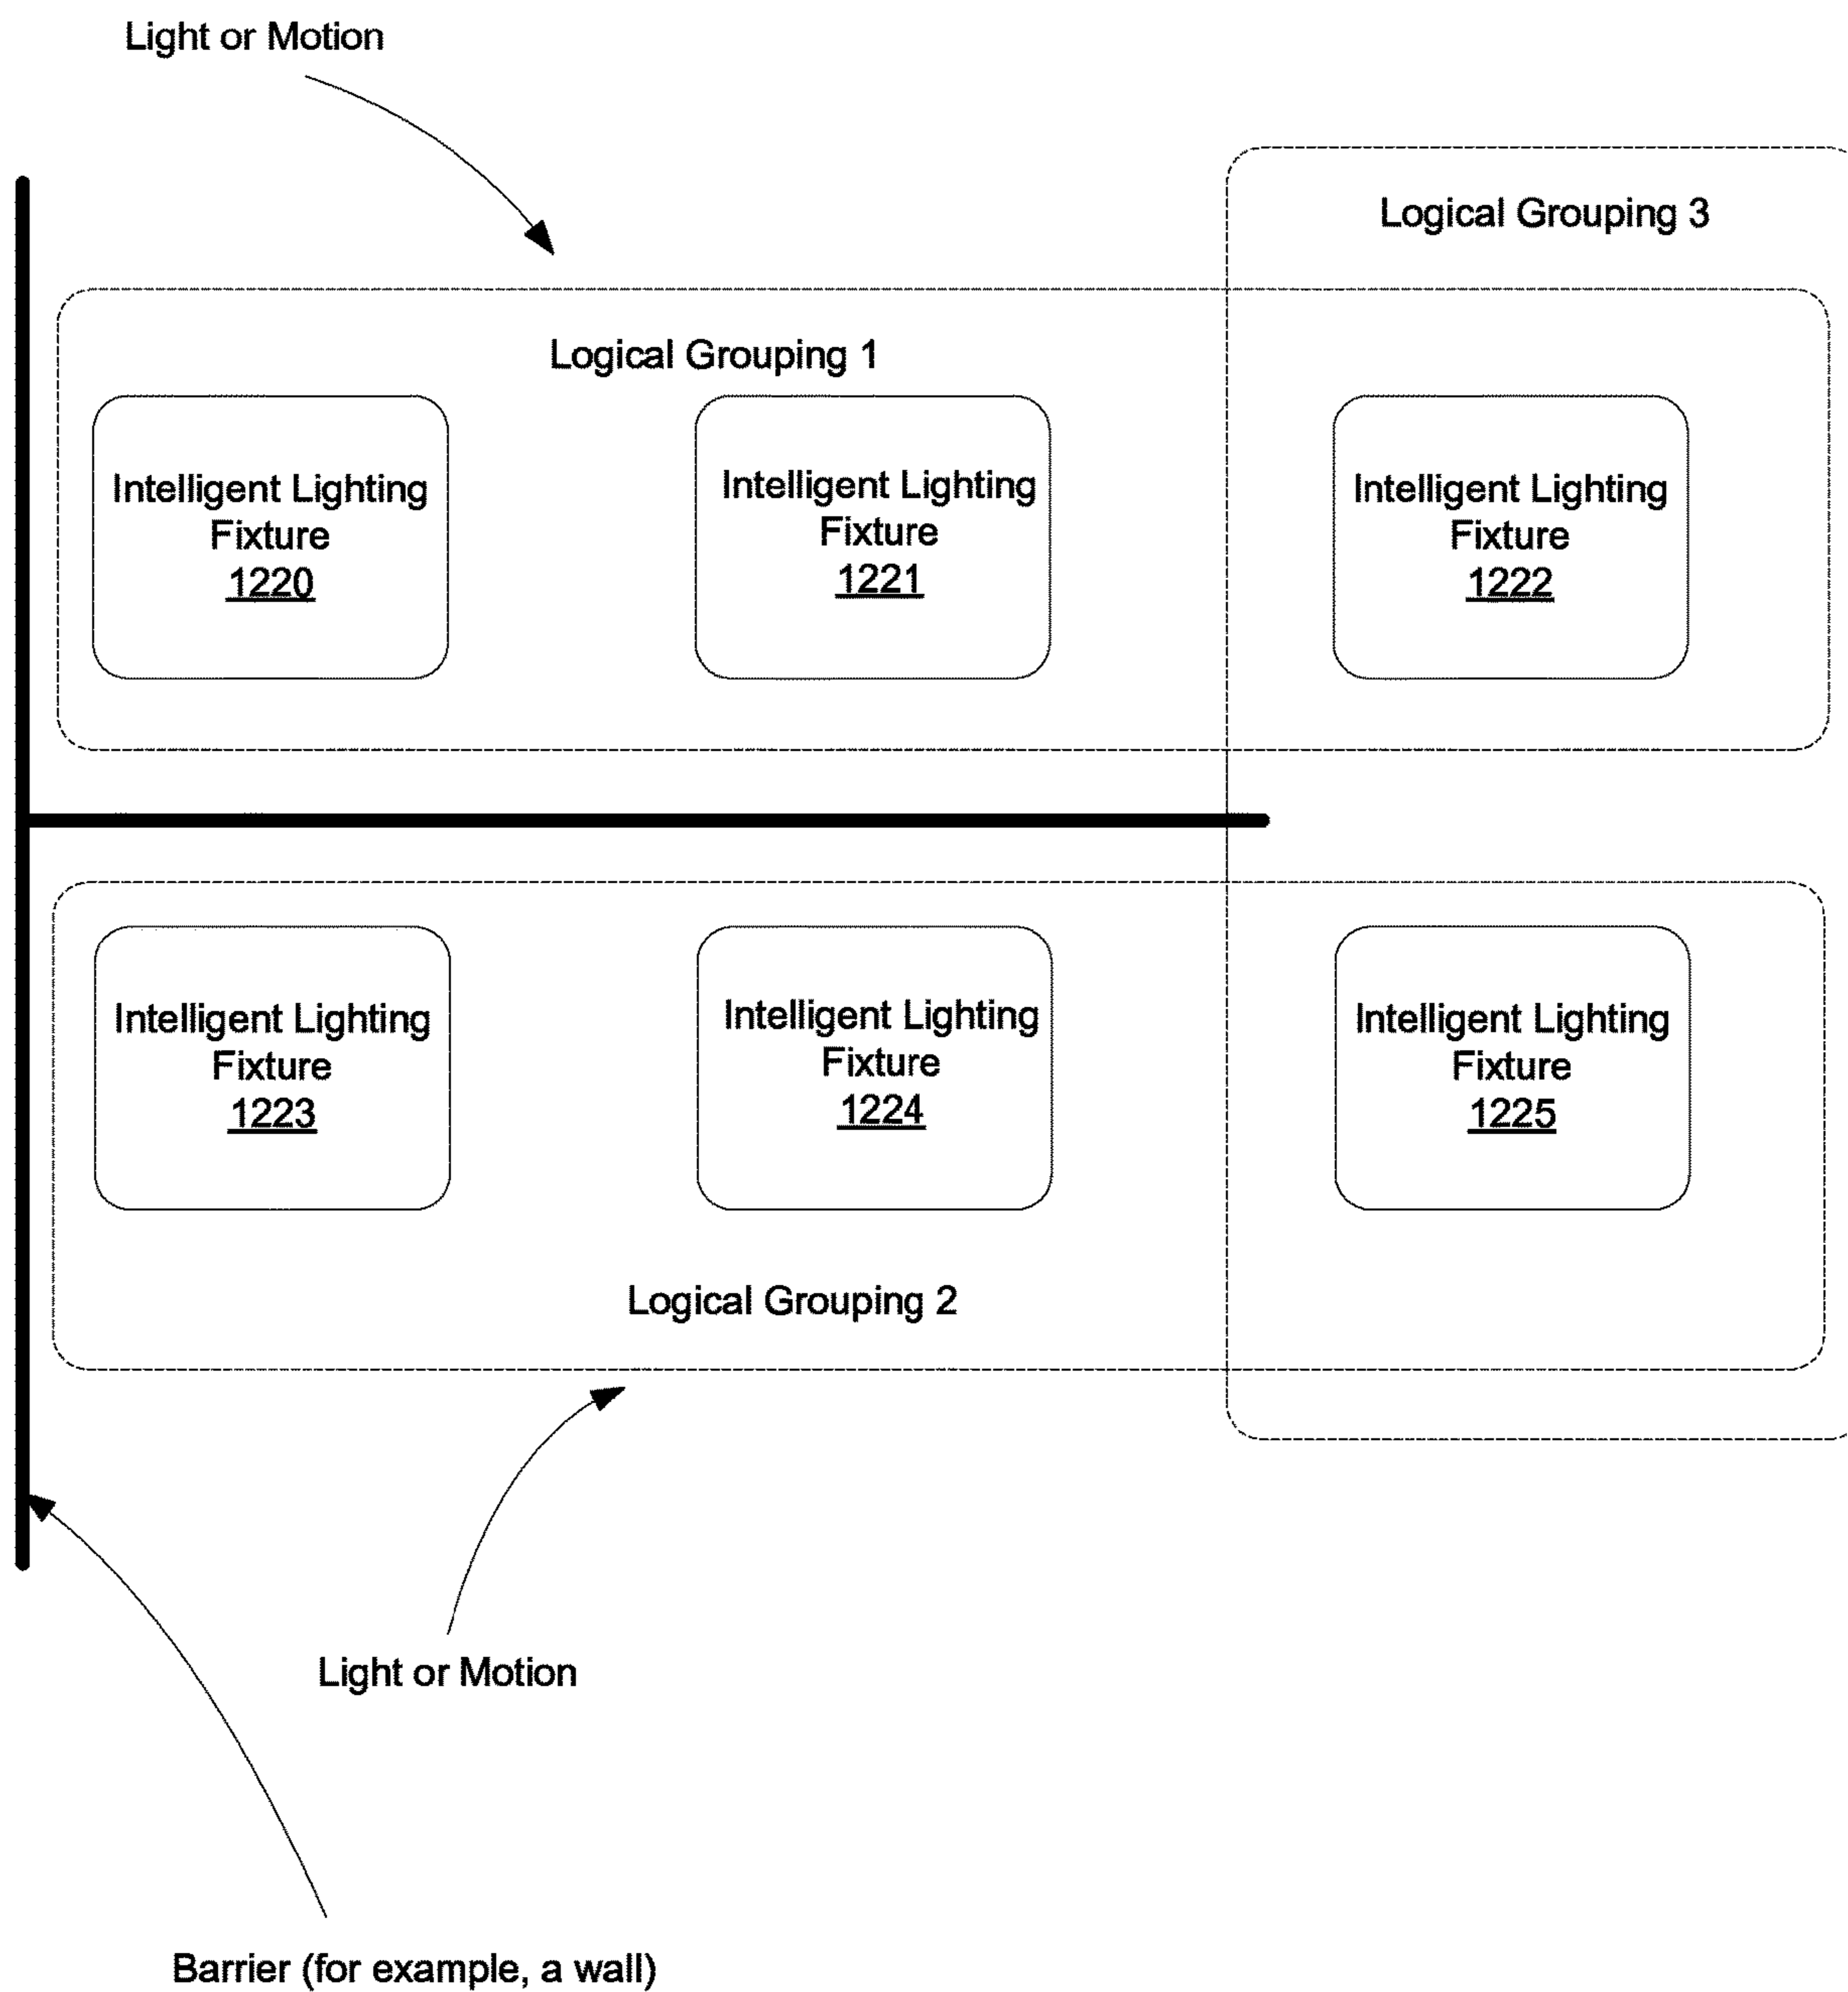 Light or Motion
Logical Grouping 3
Logical Grouping 1
Intelligent Lighting
Fixture
1220
Intelligent Lighting
Fixture
1221
Intelligent Lighting
Fixture
1222
Intelligent Lighting
Fixture
1223
Intelligent Lighting
Fixture
1224
Intelligent Lighting
Fixture
1225
Logical Grouping 2
Light or Motion
Barrier (for example, a wall)